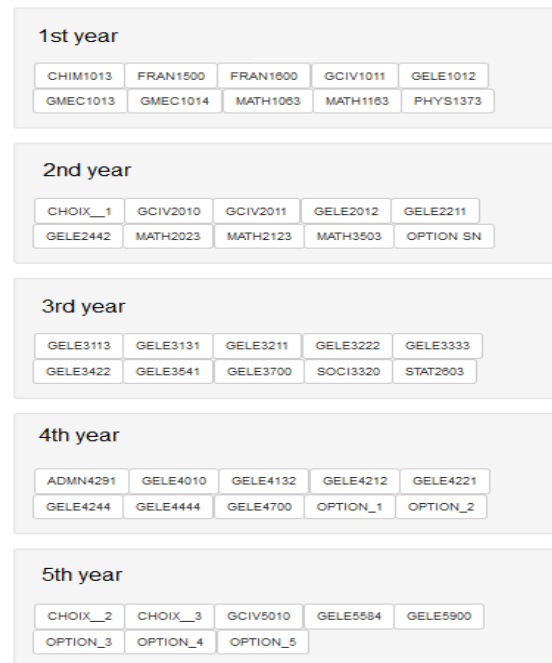 1st year
CHIM1013 FRAN1500 FRAN1600 GCIV1011 GELE1012
GMEC1013 GMEC1014 MATH1063 MATH1163 PHYS1373
2nd year
CHOIX__1 GCIV2010 GCIV2011 GELE2012 GELE2211
GELE2442 MATH2023 MATH2123 MATH3503 OPTION SN
3rd year
GELE3113 GELE3131 GELE3211 GELE3222 GELE3333
GELE3422 GELE3541 GELE3700 SOCI3320 STAT2603
4th year
ADMN4291 GELE4010 GELE4132 GELE4212 GELE4221
GELE4244 GELE4444 GELE4700 OPTION_1 OPTION_2
5th year
CHOIX__2 CHOIX__3 GCIV5010 GELE5584 GELE5900
OPTION_3 OPTION_4 OPTION_5